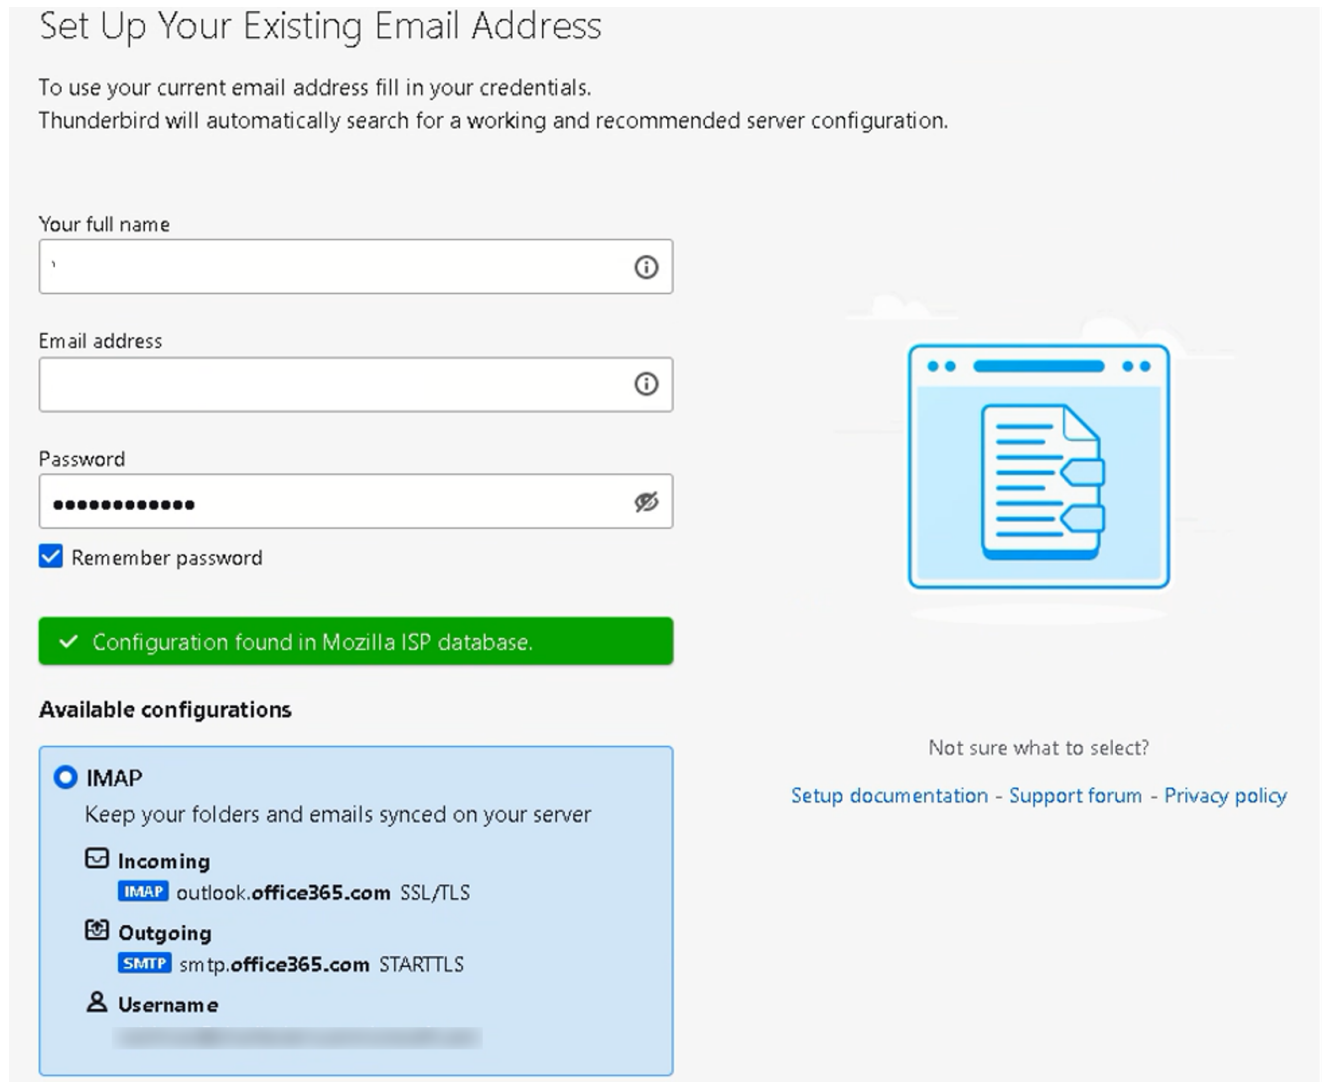 Set Up Your Existing Email Address
To use your current email address fill in your credentials.
Thunderbird will automatically search for a working and recommended server configuration.
Your full name
Email address
Password
••••••••••••
Remember password
Configuration found in Mozilla ISP database.
Available configurations
IMAP
Keep your folders and emails synced on your server
Incoming
IMAP outlook.office365.com SSL/TLS
Outgoing
SMTP smtp.office365.com STARTTLS
Username
Not sure what to select?
Setup documentation - Support forum - Privacy policy